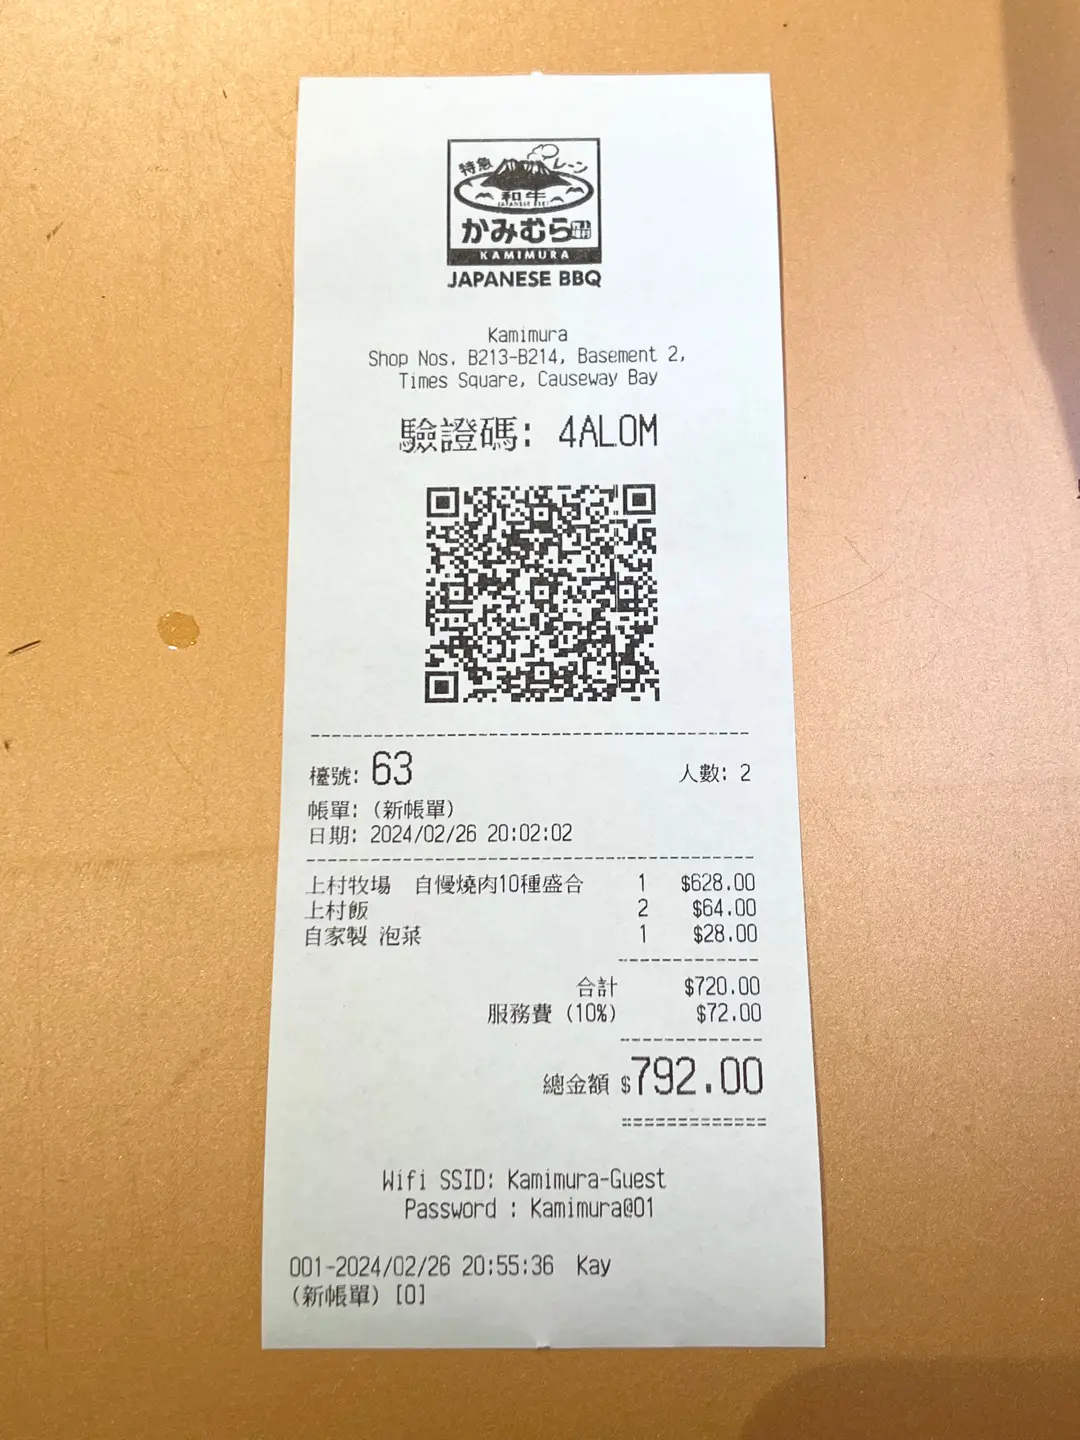 特急レーン
和牛
JAPANESE BEEF
かみむら
KAMIMURA
JAPANESE BBQ
Kamimura
Shop Nos. B213-B214, Basement 2,
Times Square, Causeway Bay
驗證碼: 4ALOM
檯號: 63 人數: 2
帳單: (新帳單)
日期: 2024/02/26 20:02:02
上村牧場 自慢燒肉10種盛合 1 $628.00
上村飯 2 $64.00
自家製 泡菜 1 $28.00
合計 $720.00
服務費 (10%) $72.00
總金額 $792.00
Wifi SSID: Kamimura-Guest
Password : Kamimura@01
001-2024/02/26 20:55:36 Kay
(新帳單) [0]